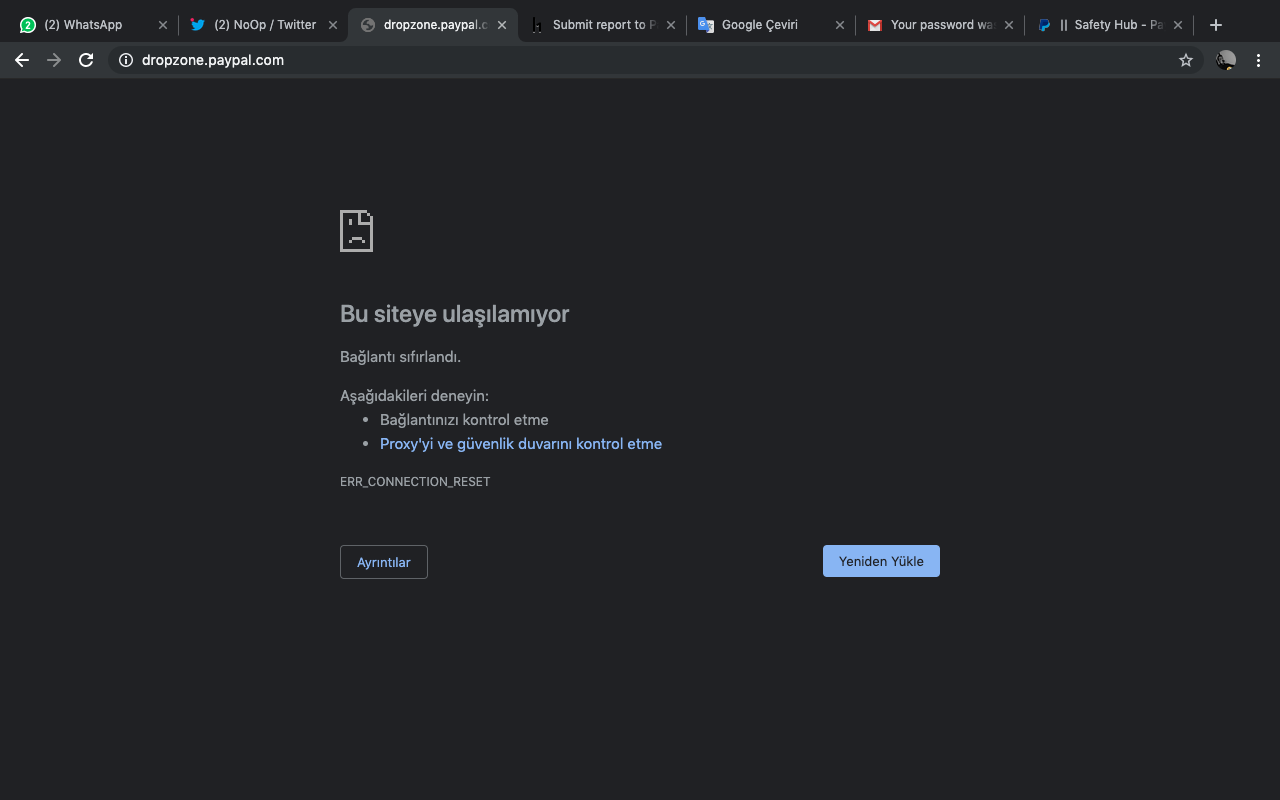 2 (2) WhatsApp
(2) NoOp / Twitter
dropzone.paypal.c
Submit report to P
Google Çeviri
Your password wa
|| Safety Hub - Pa
dropzone.paypal.com
Bu siteye ulaşılamıyor
Bağlantı sıfırlandı.
Aşağıdakileri deneyin:
• Bağlantınızı kontrol etme
• Proxy'yi ve güvenlik duvarını kontrol etme
ERR_CONNECTION_RESET
Ayrıntılar
Yeniden Yükle